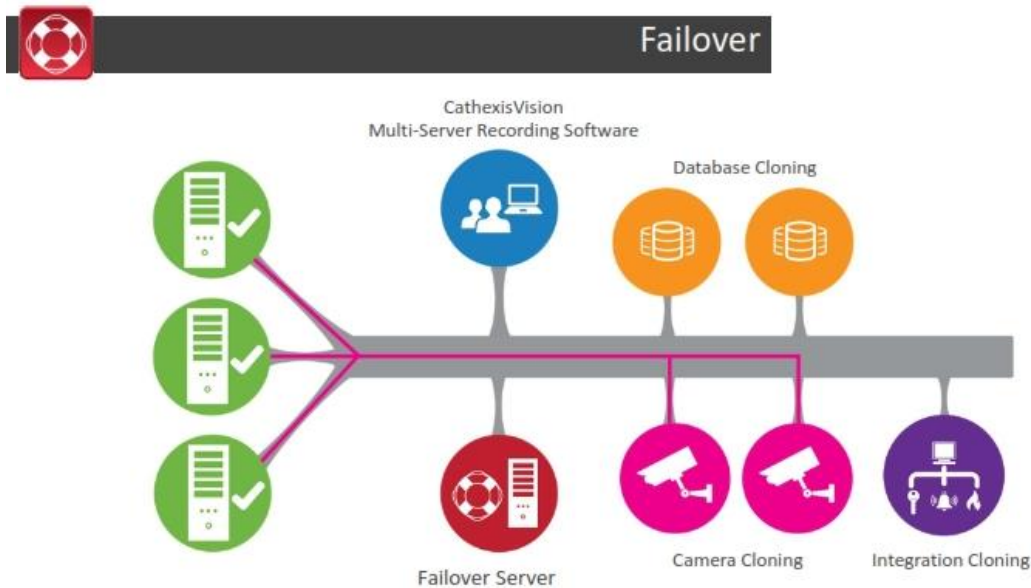 Failover
CathexisVision
Multi-Server Recording Software
Database Cloning
Failover Server
Camera Cloning
Integration Cloning